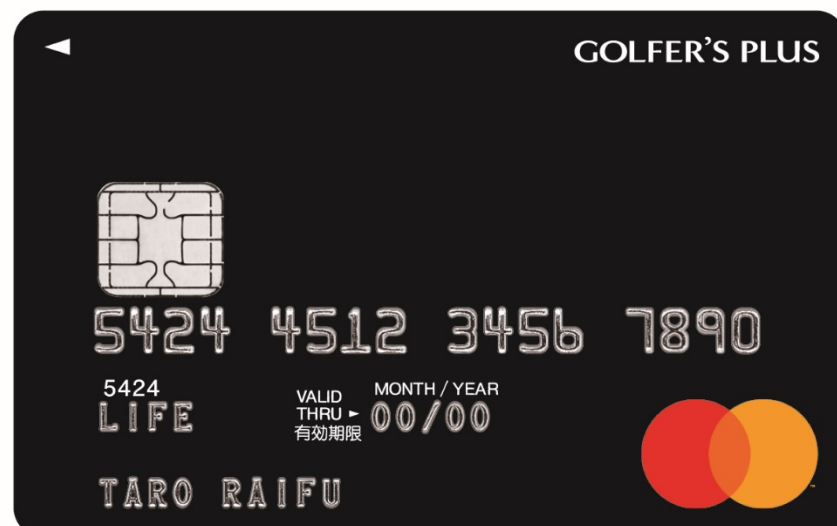 GOLFER'S PLUS
5424 4512 3456 7890
5424
LIFE
VALID THRU ► 有効期限
MONTH / YEAR
00/00
TARO RAIFU